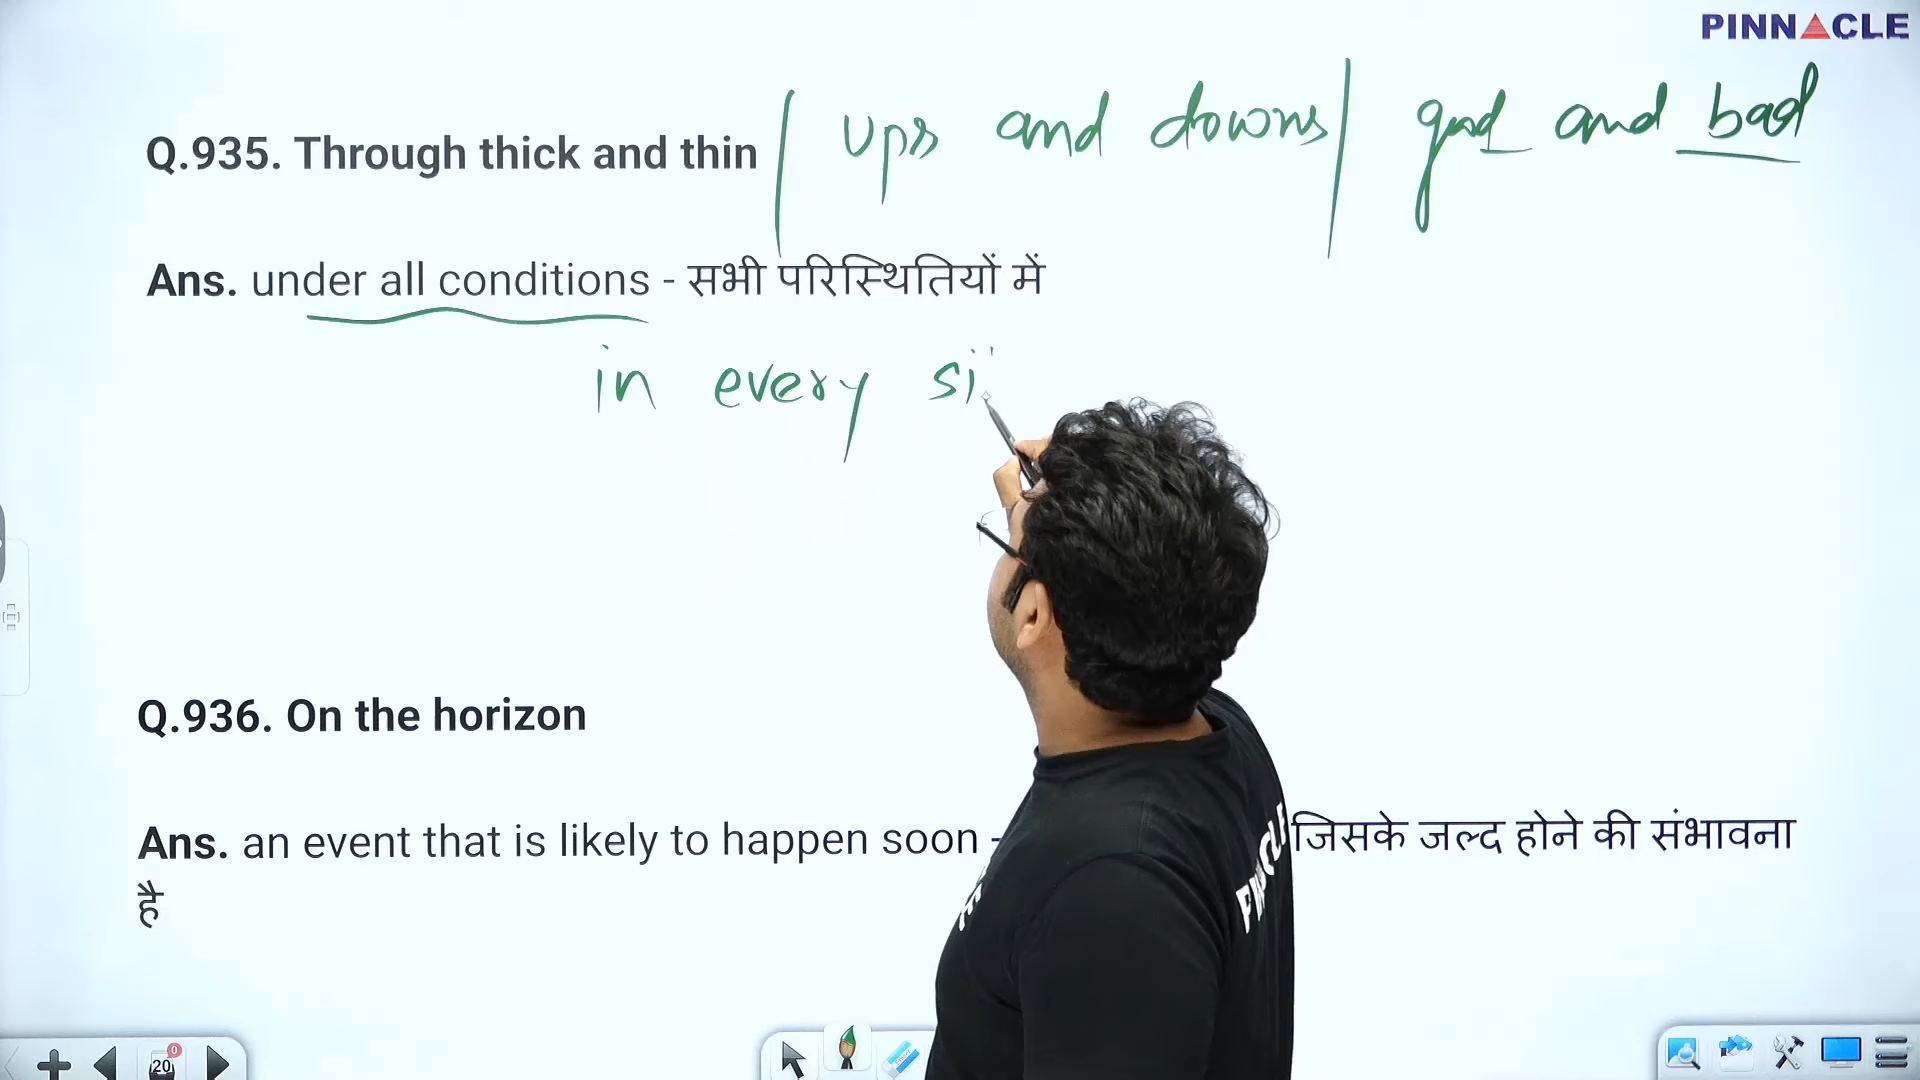 PINNACLE
Q.935. Through thick and thin / ups and downs / good and bad
Ans. under all conditions - सभी परिस्थितियों में
in every si
Q.936. On the horizon
Ans. an event that is likely to happen soon - जिसके जल्द होने की संभावना
है
20
0